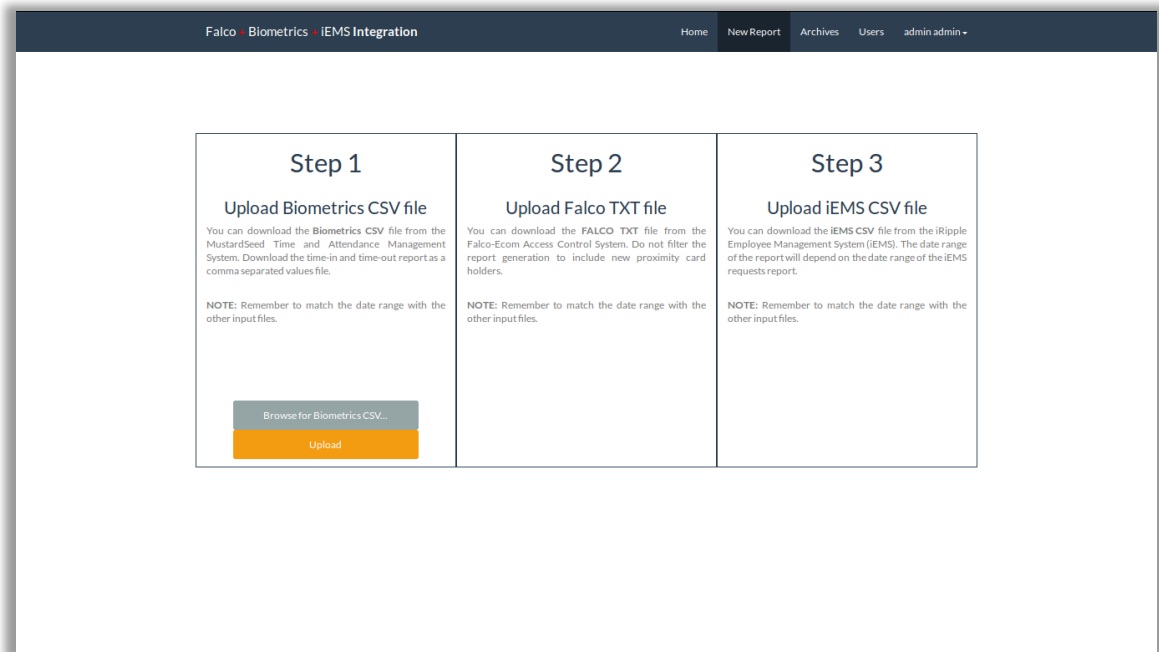 Falco + Biometrics + iEMS Integration
Home New Report Archives Users admin admin
Step 1
Upload Biometrics CSV file
You can download the Biometrics CSV file from the
MustardSeed Time and Attendance Management
System. Download the time-in and time-out report as a
comma separated values file.
NOTE: Remember to match the date range with the
other input files.
Browse for Biometrics CSV...
Upload
Step 2
Upload Falco TXT file
You can download the FALCO TXT file from the
Falco-Ecom Access Control System. Do not filter the
report generation to include new proximity card
holders.
NOTE: Remember to match the date range with the
other input files.
Step 3
Upload iEMS CSV file
You can download the iEMS CSV file from the iRipple
Employee Management System (iEMS). The date range
of the report will depend on the date range of the iEMS
requests report.
NOTE: Remember to match the date range with the
other input files.